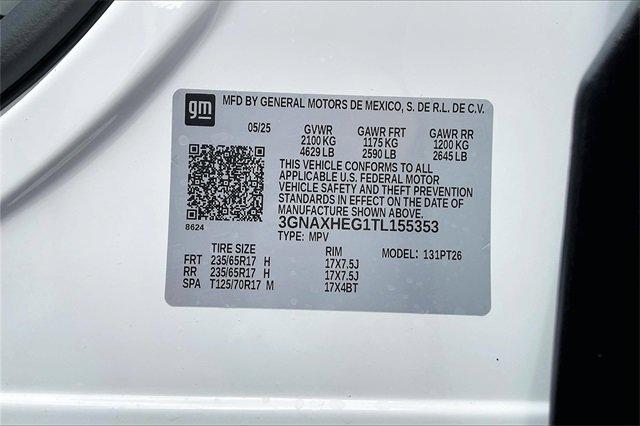 gm
MFD BY GENERAL MOTORS DE MEXICO, S. DE R.L. DE C.V.
05/25 GVWR GAWR FRT GAWR RR
2100 KG 1175 KG 1200 KG
4629 LB 2590 LB 2645 LB
THIS VEHICLE CONFORMS TO ALL
APPLICABLE U.S. FEDERAL MOTOR
VEHICLE SAFETY AND THEFT PREVENTION
STANDARDS IN EFFECT ON THE DATE OF
MANUFACTURE SHOWN ABOVE.
8624
3GNAXHEG1TL155353
TYPE: MPV
TIRE SIZE RIM MODEL: 131PT26
FRT 235/65R17 H 17X7.5J
RR 235/65R17 H 17X7.5J
SPA T125/70R17 M 17X4BT